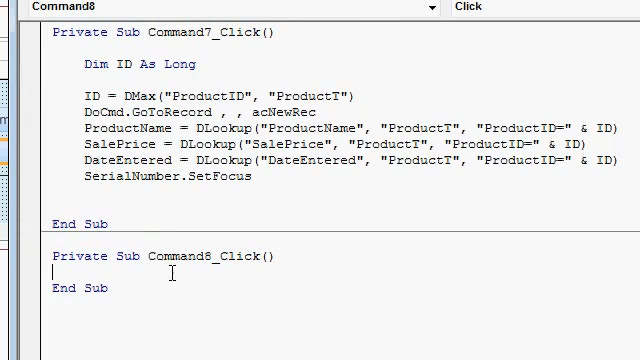 Command8
Click
Private Sub Command7_Click()
Dim ID As Long
ID = DMax("ProductID", "ProductT")
DoCmd.GoToRecord , , acNewRec
ProductName = DLookup("ProductName", "ProductT", "ProductID=" & ID)
SalePrice = DLookup("SalePrice", "ProductT", "ProductID=" & ID)
DateEntered = DLookup("DateEntered", "ProductT", "ProductID=" & ID)
SerialNumber.SetFocus
End Sub
Private Sub Command8_Click()
End Sub